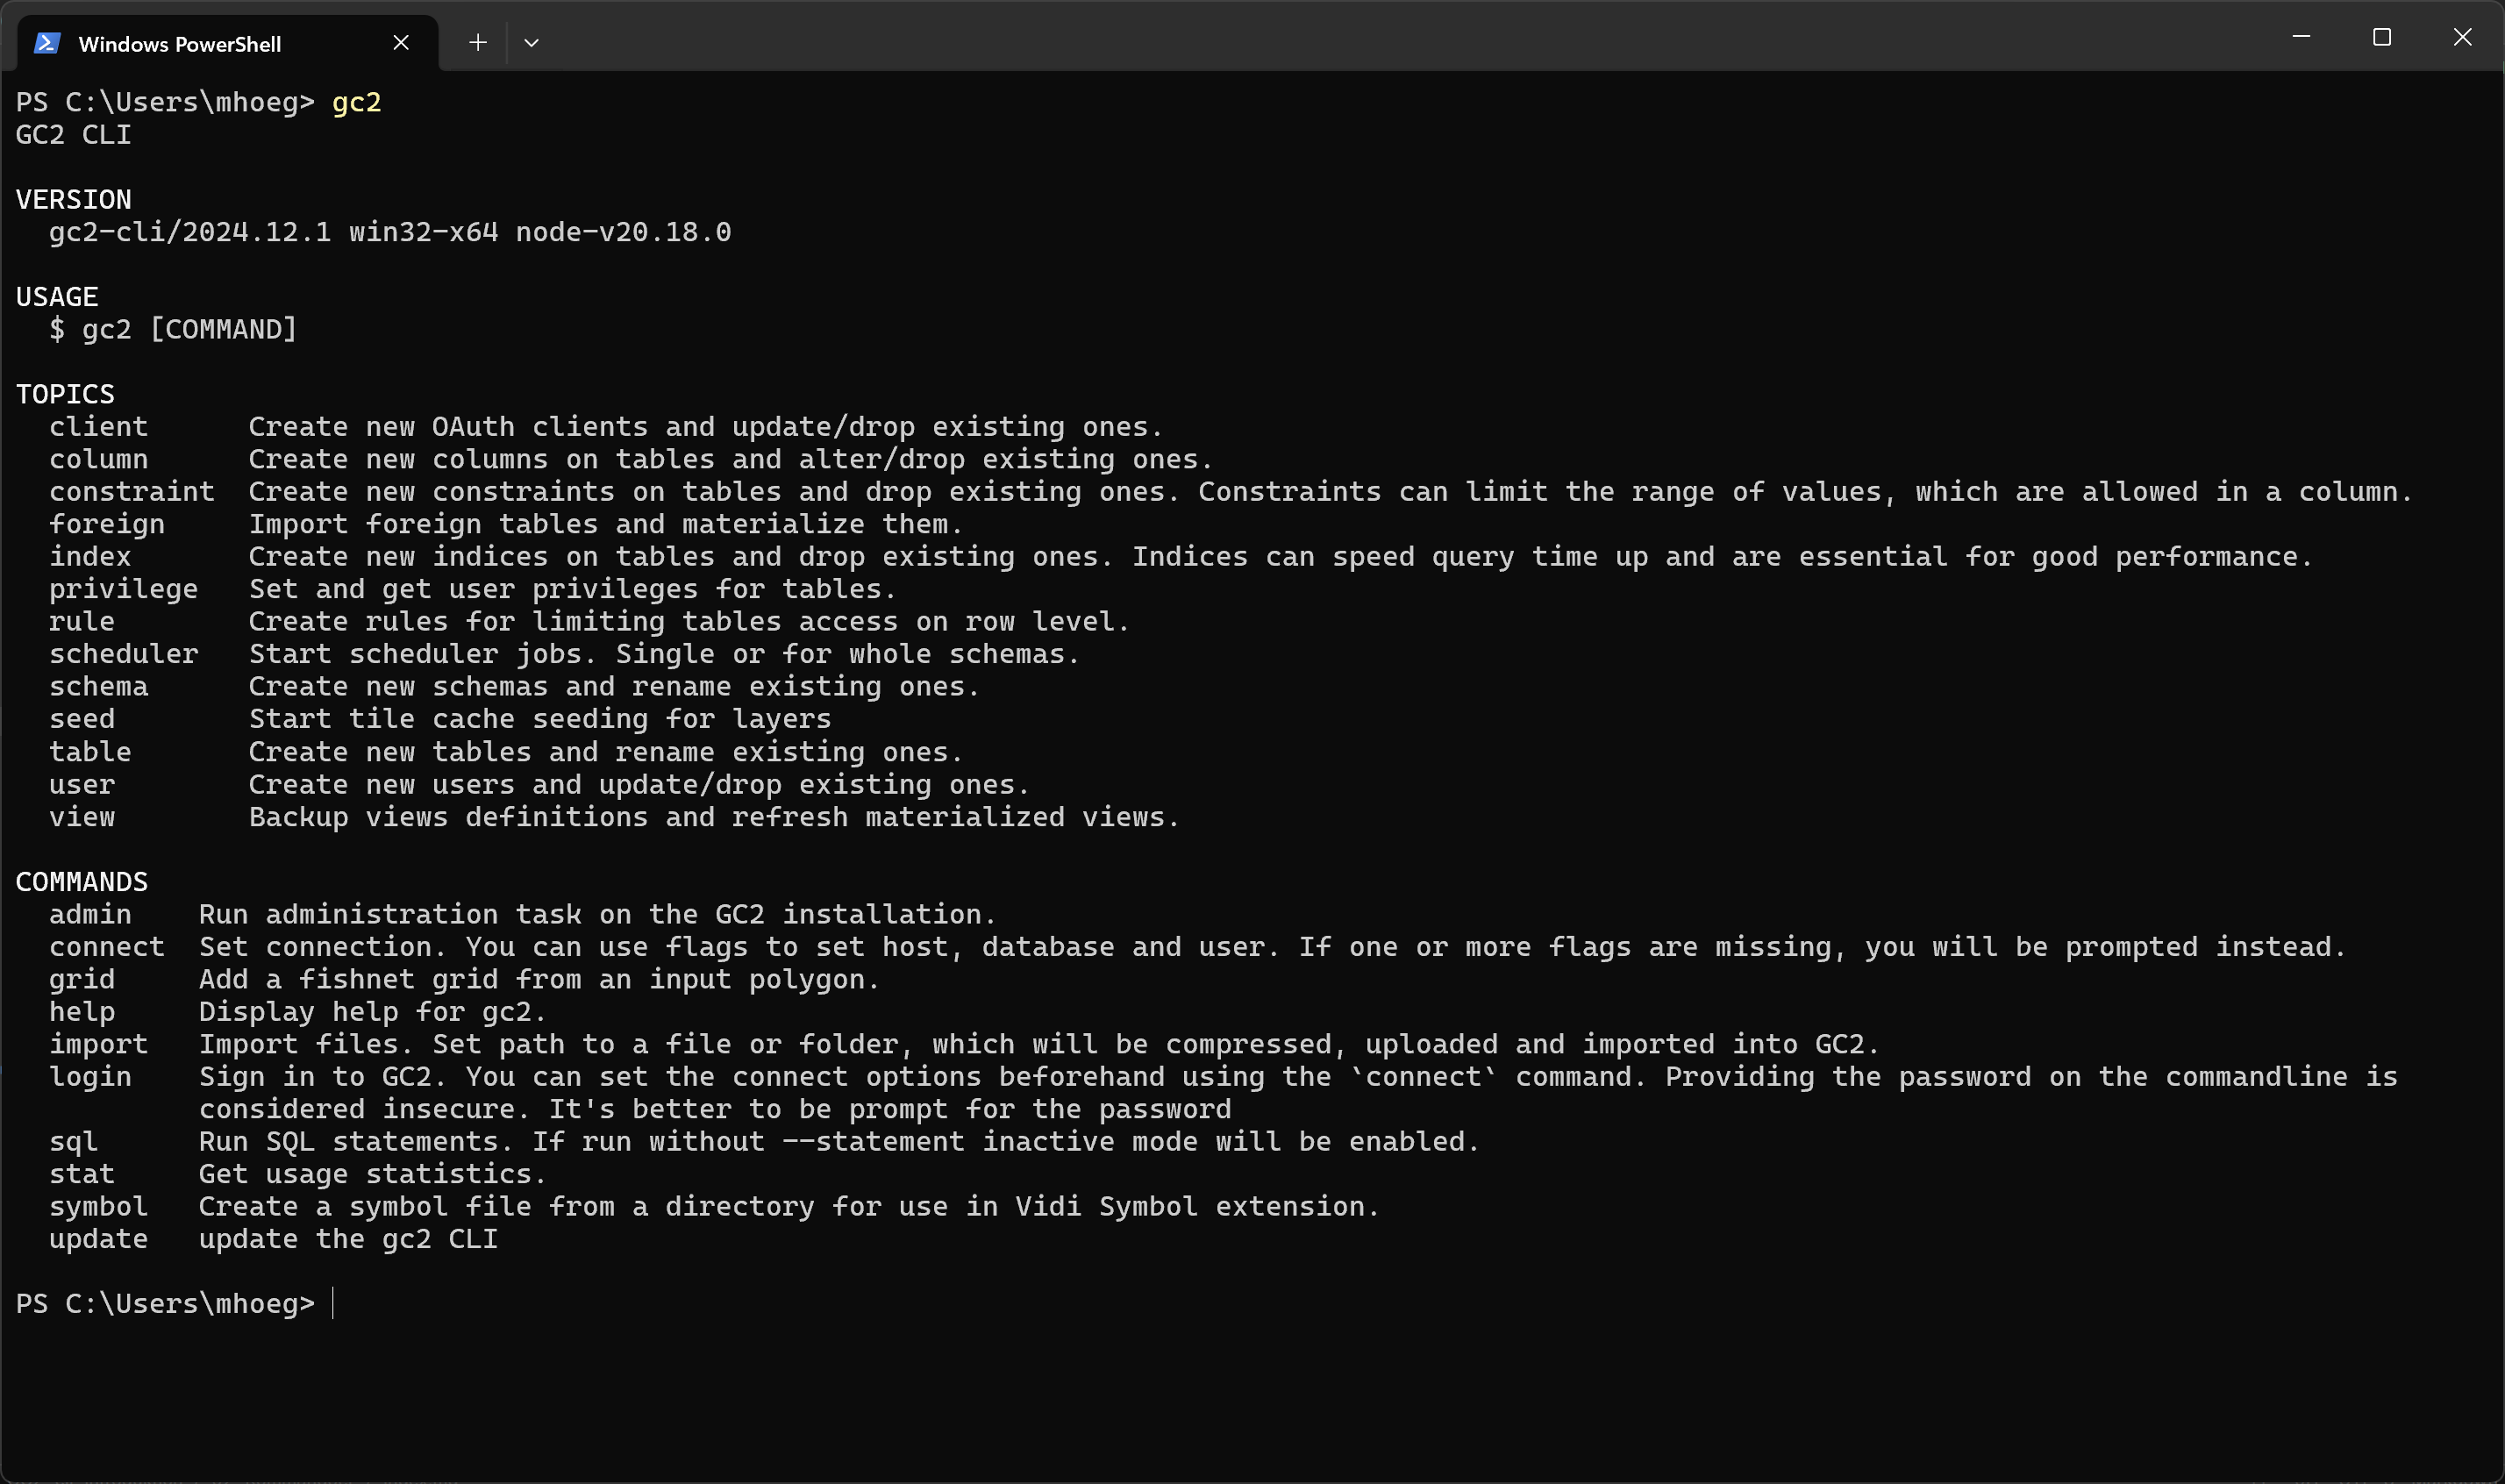 Windows PowerShell
PS C:\Users\mhoeg> gc2
GC2 CLI
VERSION
gc2-cli/2024.12.1 win32-x64 node-v20.18.0
USAGE
$ gc2 [COMMAND]
TOPICS
client Create new OAuth clients and update/drop existing ones.
column Create new columns on tables and alter/drop existing ones.
constraint Create new constraints on tables and drop existing ones. Constraints can limit the range of values, which are allowed in a column.
foreign Import foreign tables and materialize them.
index Create new indices on tables and drop existing ones. Indices can speed query time up and are essential for good performance.
privilege Set and get user privileges for tables.
rule Create rules for limiting tables access on row level.
scheduler Start scheduler jobs. Single or for whole schemas.
schema Create new schemas and rename existing ones.
seed Start tile cache seeding for layers
table Create new tables and rename existing ones.
user Create new users and update/drop existing ones.
view Backup views definitions and refresh materialized views.
COMMANDS
admin Run administration task on the GC2 installation.
connect Set connection. You can use flags to set host, database and user. If one or more flags are missing, you will be prompted instead.
grid Add a fishnet grid from an input polygon.
help Display help for gc2.
import Import files. Set path to a file or folder, which will be compressed, uploaded and imported into GC2.
login Sign in to GC2. You can set the connect options beforehand using the `connect` command. Providing the password on the commandline is
considered insecure. It's better to be prompt for the password
sql Run SQL statements. If run without --statement inactive mode will be enabled.
stat Get usage statistics.
symbol Create a symbol file from a directory for use in Vidi Symbol extension.
update update the gc2 CLI
PS C:\Users\mhoeg>